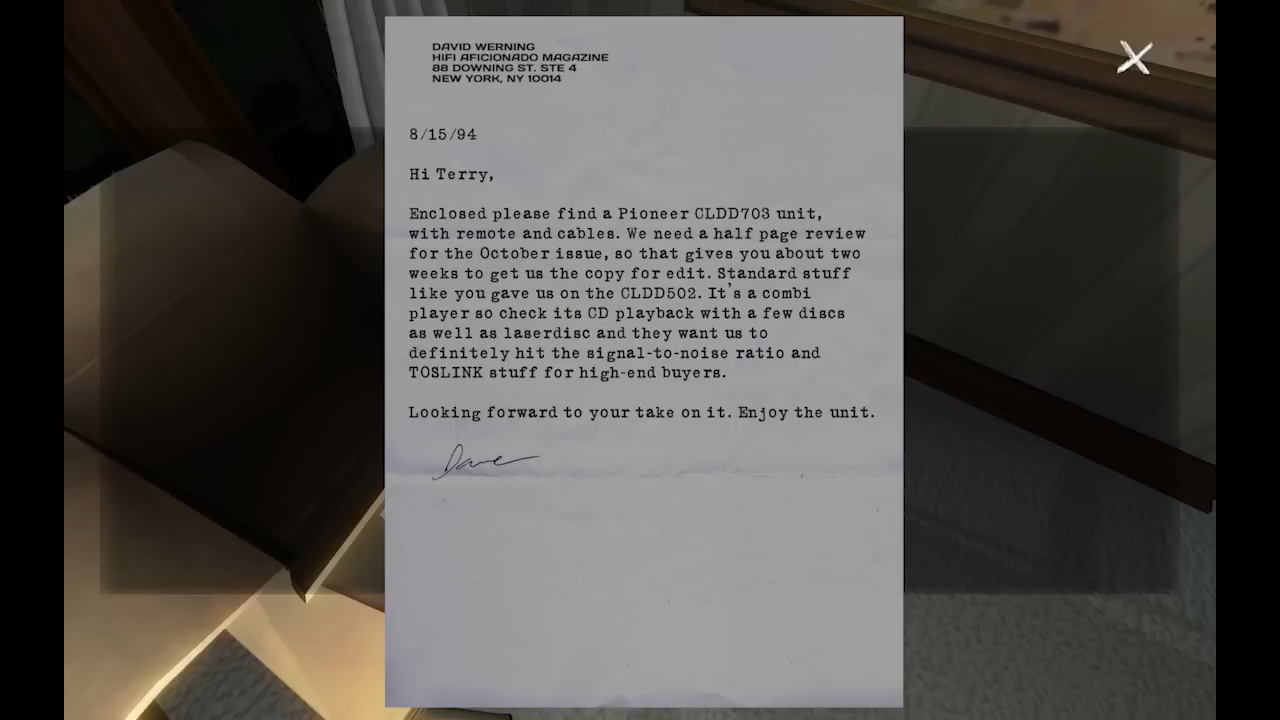 DAVID WERNING
HIFI AFICIONADO MAGAZINE
88 DOWNING ST. STE 4
NEW YORK, NY 10014
8/15/94
Hi Terry,
Enclosed please find a Pioneer CLDD703 unit,
with remote and cables. We need a half page review
for the October issue, so that gives you about two
weeks to get us the copy for edit. Standard stuff
like you gave us on the CLDD502. It's a combi
player so check its CD playback with a few discs
as well as laserdisc and they want us to
definitely hit the signal-to-noise ratio and
TOSLINK stuff for high-end buyers.
Looking forward to your take on it. Enjoy the unit.
Dave